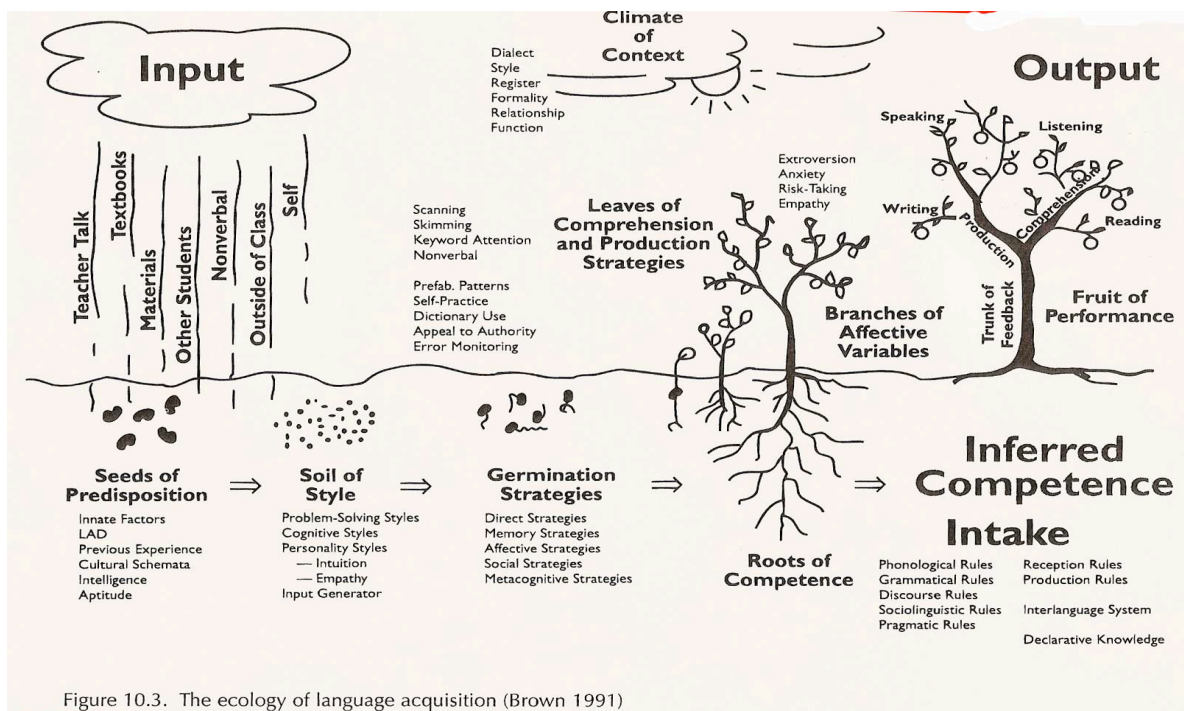 Input
Climate
of
Context
Dialect
Style
Register
Formality
Relationship
Function
Output
Teacher Talk
Textbooks
Materials
Other Students
Nonverbal
Outside of Class
Self
Scanning
Skimming
Keyword Attention
Nonverbal
Prefab. Patterns
Self-Practice
Dictionary Use
Appeal to Authority
Error Monitoring
Leaves of
Comprehension
and Production
Strategies
Extroversion
Anxiety
Risk-Taking
Empathy
Branches of
Affective
Variables
Speaking
Listening
Writing
Reading
Production
Comprehension
Trunk of
Feedback
Fruit of
Performance
Seeds of
Predisposition
Innate Factors
LAD
Previous Experience
Cultural Schemata
Intelligence
Aptitude
Soil of
Style
Problem-Solving Styles
Cognitive Styles
Personality Styles
— Intuition
— Empathy
Input Generator
Germination
Strategies
Direct Strategies
Memory Strategies
Affective Strategies
Social Strategies
Metacognitive Strategies
Roots of
Competence
Inferred
Competence
Intake
Phonological Rules
Grammatical Rules
Discourse Rules
Sociolinguistic Rules
Pragmatic Rules
Reception Rules
Production Rules
Interlanguage System
Declarative Knowledge
Figure 10.3. The ecology of language acquisition (Brown 1991)